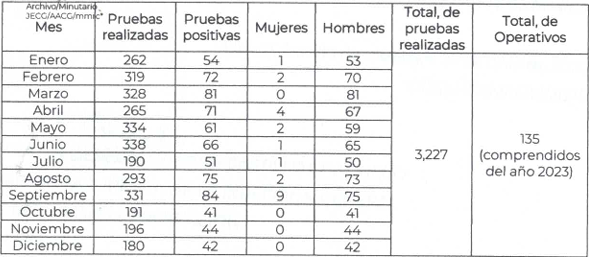 Archivo/Minutario
JECG/AACG/mmrc*
Mes Pruebas realizadas Pruebas positivas Mujeres Hombres Total, de pruebas realizadas Total, de Operativos
Enero 262 54 1 53
Febrero 319 72 2 70
Marzo 328 81 0 81
Abril 265 71 4 67
Mayo 334 61 2 59
Junio 338 66 1 65
Julio 190 51 1 50
Agosto 293 75 2 73
Septiembre 331 84 9 75
Octubre 191 41 0 41
Noviembre 196 44 0 44
Diciembre 180 42 0 42
3,227
135
(comprendidos
del año 2023)